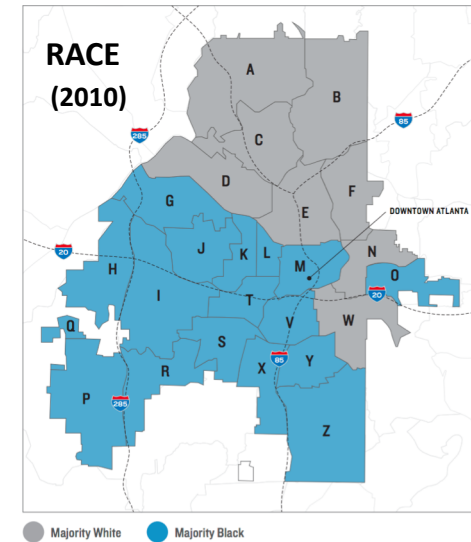 RACE
(2010)
A
B
C
285
85
D
F
G
E
DOWNTOWN ATLANTA
N
20
J
K
L
M
O
H
I
T
20
Q
V
W
S
85
Y
X
R
P
285
Z
Majority White
Majority Black